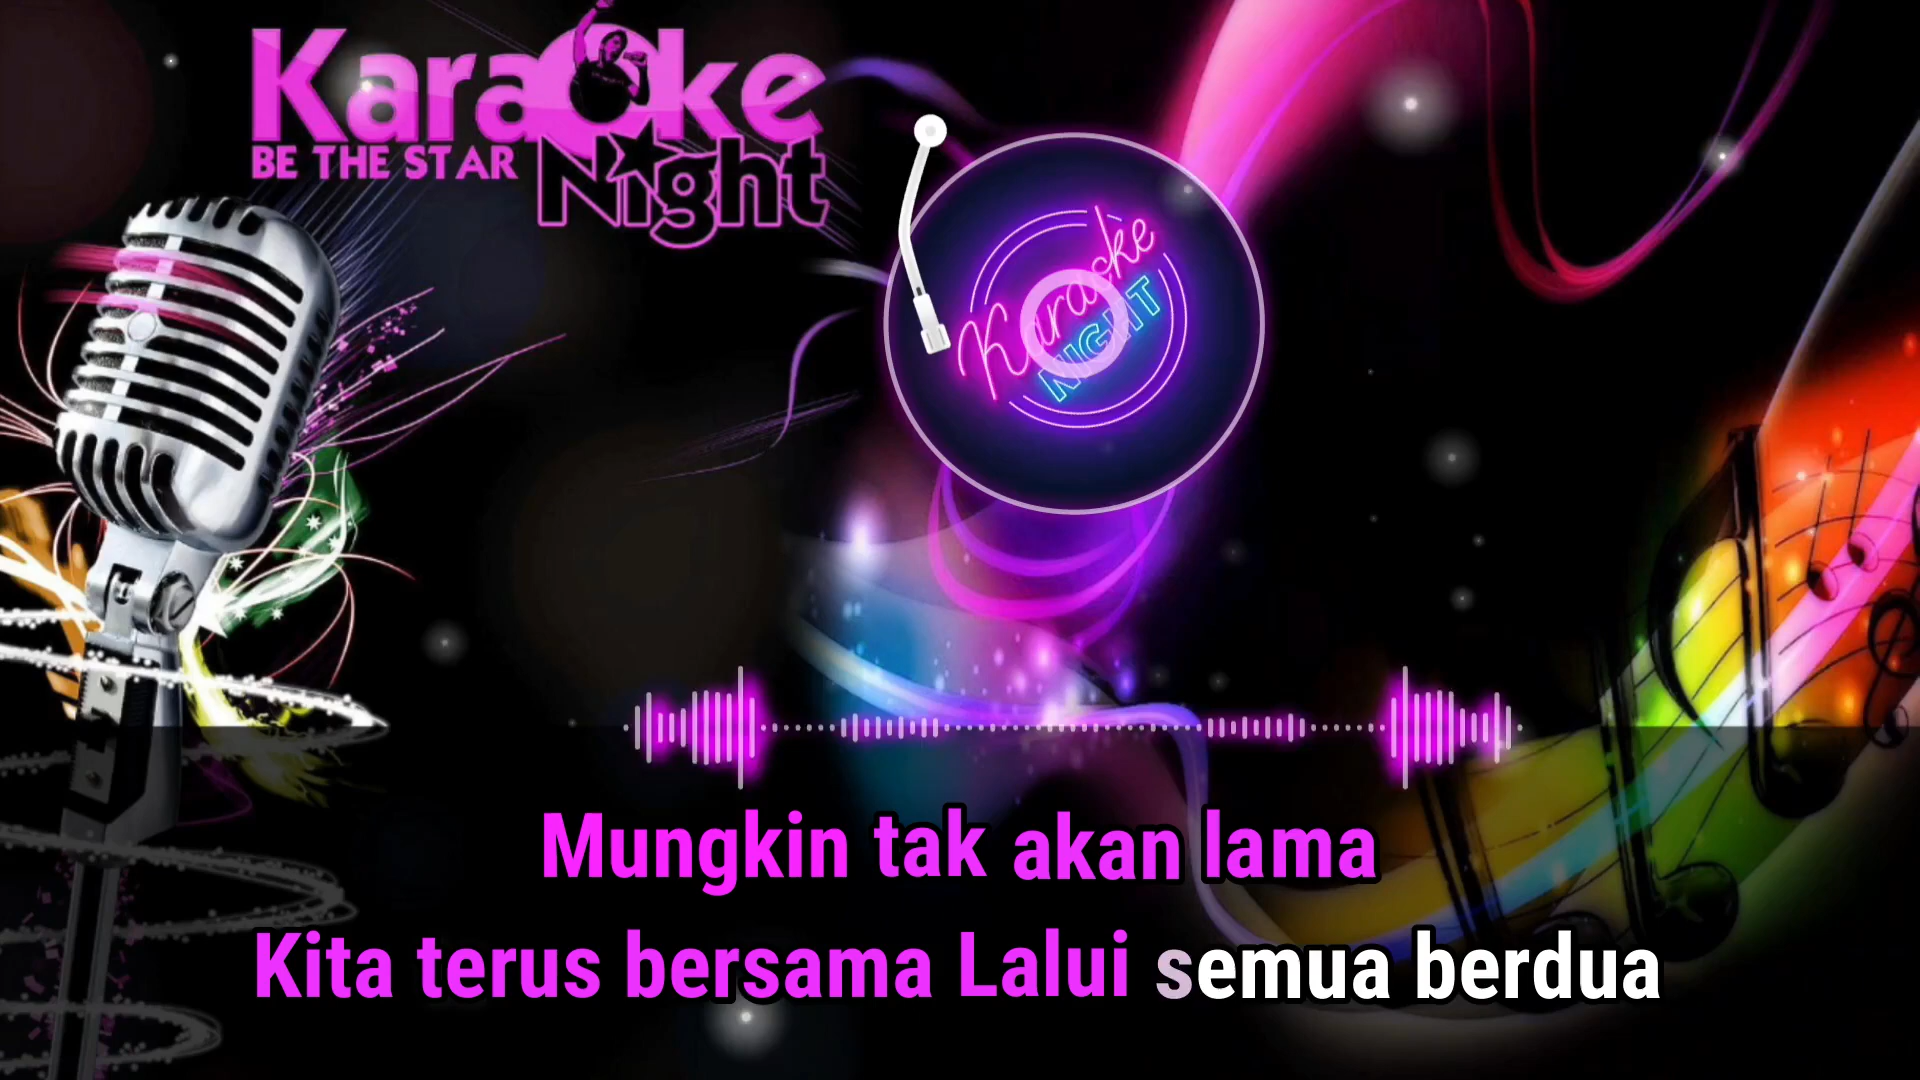 Karaoke
BE THE STAR Night
Karaoke
NIGHT
Mungkin tak akan lama
Kita terus bersama Lalui semua berdua